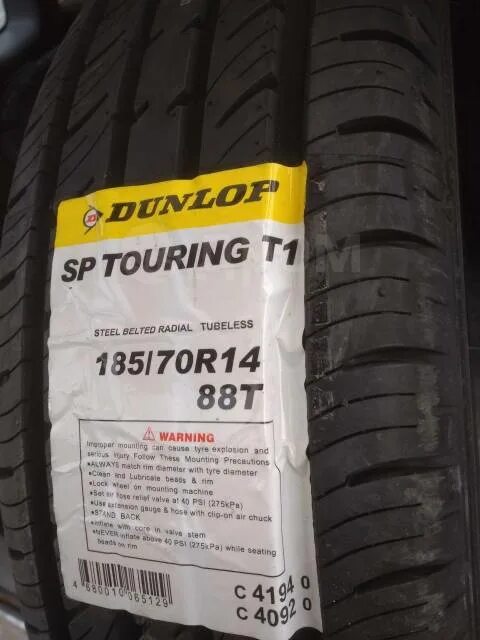 DUNLOP
SP TOURING T1
STEEL BELTED RADIAL TUBELESS
185/70R14
88T
WARNING
Improper mounting can cause tyre explosion and
serious injury Follow These Mounting Precautions
•ALWAYS match rim diameter with tyre diameter
•Clean and Lubricate beads & rim
•Lock wheel on mounting machine
•Set air hose relief valve at 40 PSI (275kPa)
•Use extension gauge & hose with clip-on air chuck
•STAND BACK
•Inflate with core in valve stem
•NEVER inflate above 40 PSI (275kPa) while seating
beads on rim
4 680010 065129
C 4194 0
C 4092 0